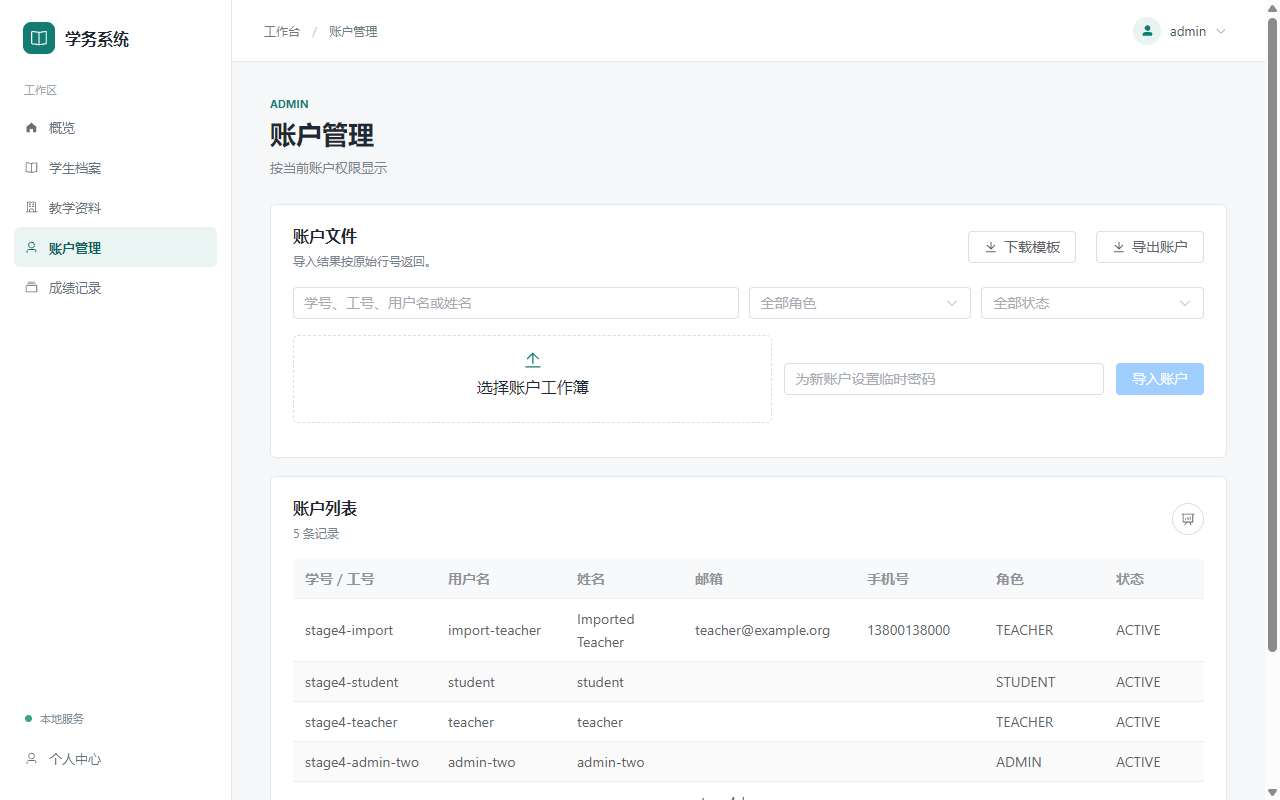 学务系统
工作区
概览
学生档案
教学资料
账户管理
成绩记录
本地服务
个人中心
工作台 / 账户管理
admin
ADMIN
账户管理
按当前账户权限显示
账户文件
导入结果按原始行号返回。
下载模板
导出账户
学号、工号、用户名或姓名
全部角色
全部状态
选择账户工作簿
为新账户设置临时密码
导入账户
账户列表
5 条记录
学号 / 工号 用户名 姓名 邮箱 手机号 角色 状态
stage4-import import-teacher Imported Teacher teacher@example.org 13800138000 TEACHER ACTIVE
stage4-student student student STUDENT ACTIVE
stage4-teacher teacher teacher TEACHER ACTIVE
stage4-admin-two admin-two admin-two ADMIN ACTIVE